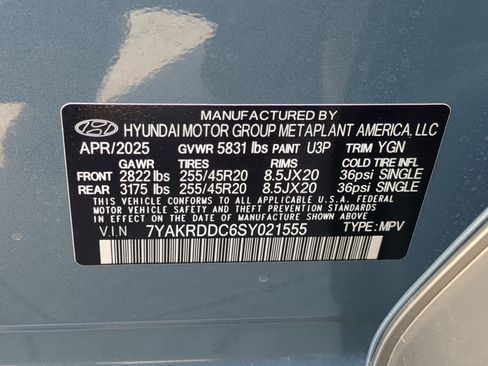 MANUFACTURED BY
HYUNDAI MOTOR GROUP METAPLANT AMERICA, LLC
APR/2025 GVWR 5831 lbs PAINT U3P TRIM YGN
GAWR TIRES RIMS COLD TIRE INFL
FRONT 2822 lbs 255/45R20 8.5JX20 36psi SINGLE
REAR 3175 lbs 255/45R20 8.5JX20 36psi SINGLE
THIS VEHICLE CONFORMS TO ALL APPLICABLE U.S.A. FEDERAL
MOTOR VEHICLE SAFETY BUMPER, AND THEFT PREVENTION STANDARDS
IN EFFECT ON THE DATE OF MANUFACTURE SHOWN ABOVE.
V.I.N 7YAKRDDC6SY021555
TYPE: MPV